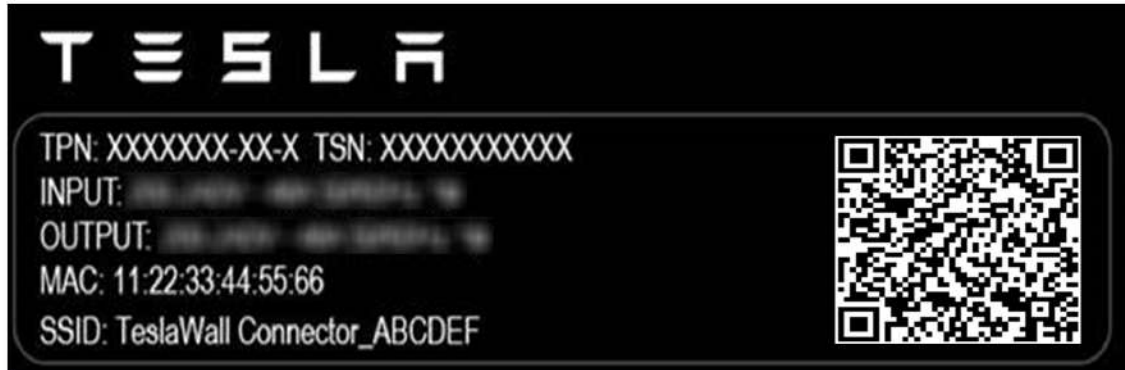 TESLA
TPN: XXXXXXX-XX-X TSN: XXXXXXXXXXX
INPUT:
OUTPUT:
MAC: 11:22:33:44:55:66
SSID: TeslaWall Connector_ABCDEF